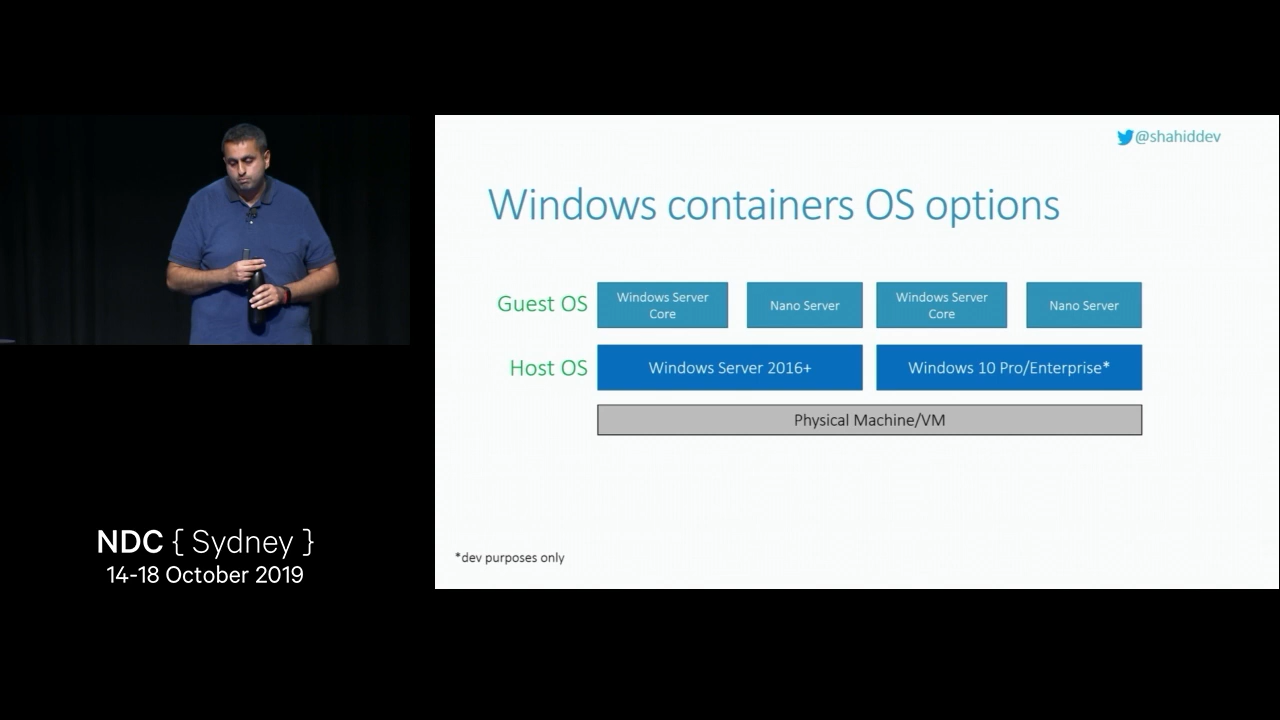 @shahiddev
Windows containers OS options
Guest OS
Windows Server
Core
Nano Server
Windows Server
Core
Nano Server
Host OS
Windows Server 2016+
Windows 10 Pro/Enterprise*
Physical Machine/VM
*dev purposes only
NDC { Sydney }
14-18 October 2019